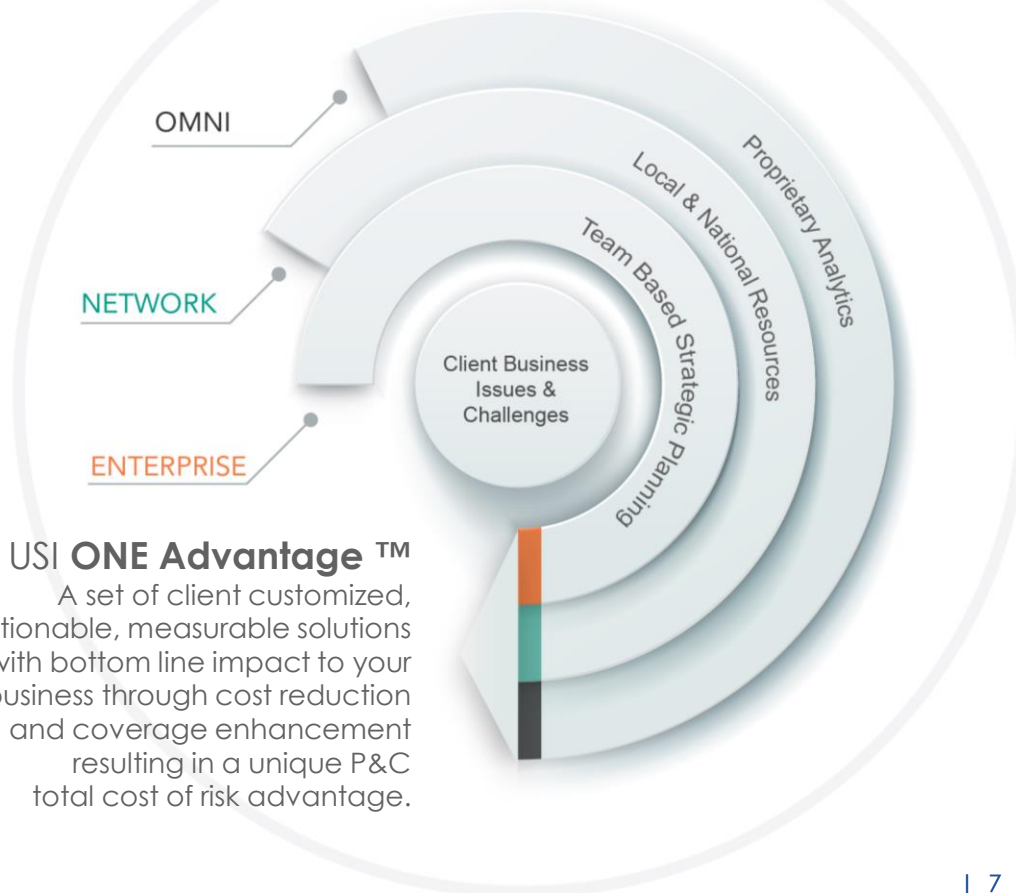 OMNI
Proprietary Analytics
Local & National Resources
Team Based Strategic Planning
NETWORK
Client Business
Issues &
Challenges
ENTERPRISE
USI ONE Advantage ™
A set of client customized,
tionable, measurable solutions
with bottom line impact to your
business through cost reduction
and coverage enhancement
resulting in a unique P&C
total cost of risk advantage.
| 7